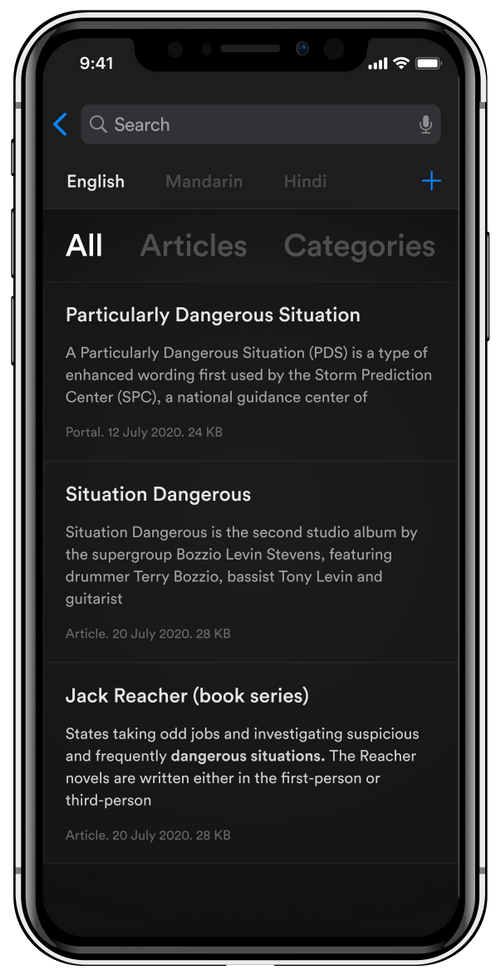 9:41
Search
English Mandarin Hindi
All Articles Categories
Particularly Dangerous Situation
A Particularly Dangerous Situation (PDS) is a type of
enhanced wording first used by the Storm Prediction
Center (SPC), a national guidance center of
Portal. 12 July 2020. 24 KB
Situation Dangerous
Situation Dangerous is the second studio album by
the supergroup Bozzio Levin Stevens, featuring
drummer Terry Bozzio, bassist Tony Levin and
guitarist
Article. 20 July 2020. 28 KB
Jack Reacher (book series)
States taking odd jobs and investigating suspicious
and frequently dangerous situations. The Reacher
novels are written either in the first-person or
third-person
Article. 20 July 2020. 28 KB